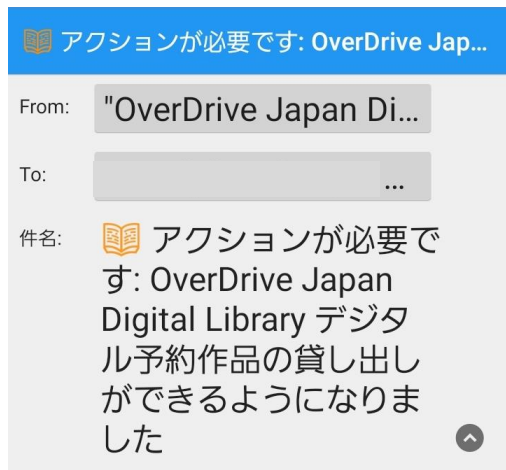 アクションが必要です: OverDrive Jap...
From: "OverDrive Japan Di...
To: ...
件名: アクションが必要で
す: OverDrive Japan
Digital Library デジタ
ル予約作品の貸し出し
ができるようになりま
した